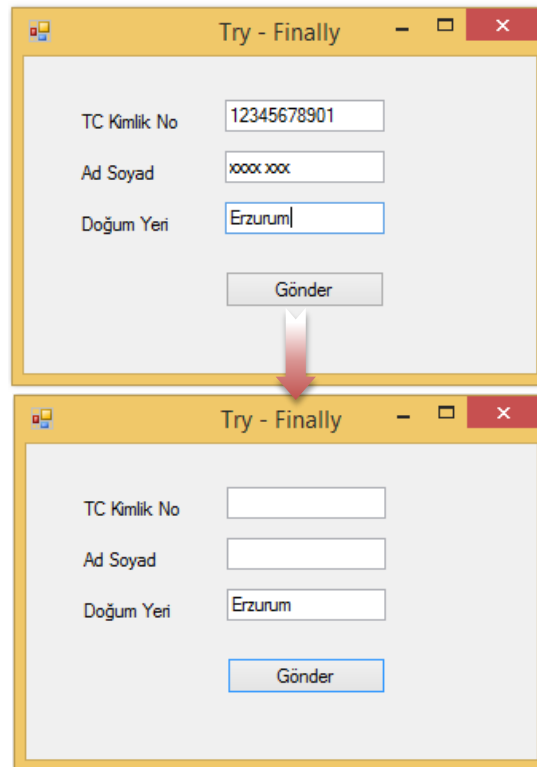 Try - Finally
TC Kimlik No 12345678901
Ad Soyad xxxx xxx
Doğum Yeri Erzurum
Gönder
Try - Finally
TC Kimlik No
Ad Soyad
Doğum Yeri Erzurum
Gönder